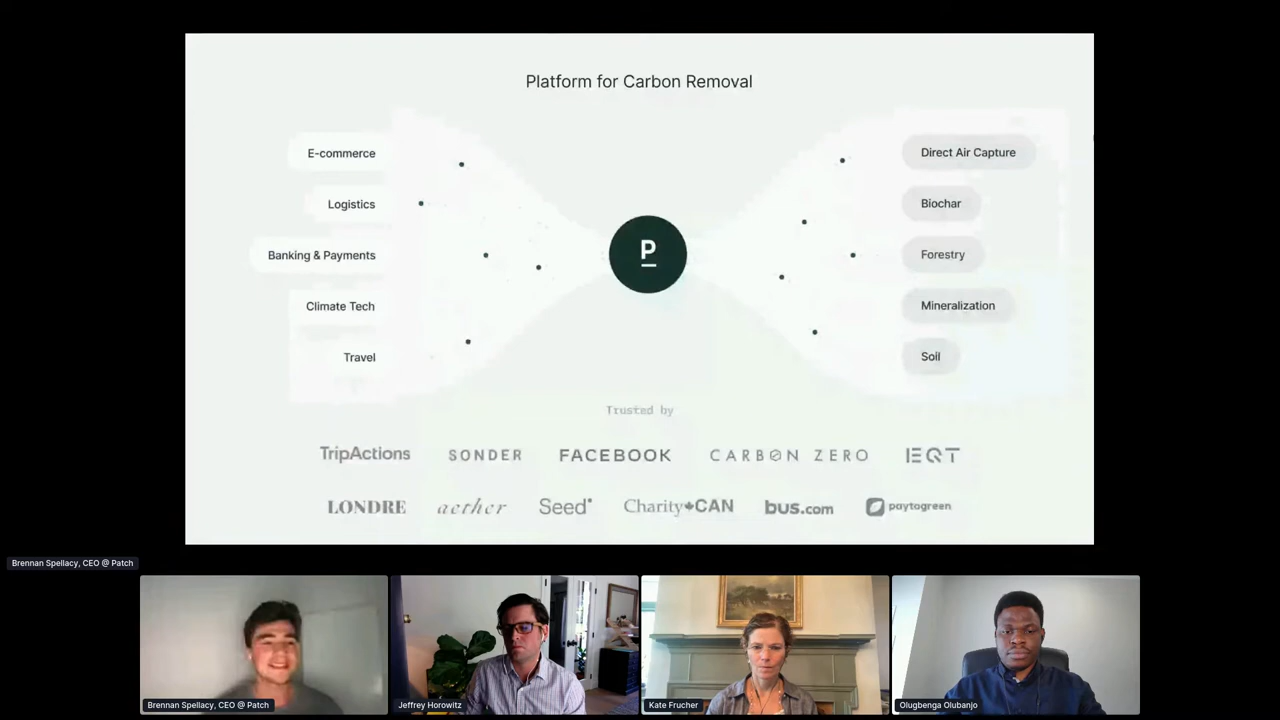 Platform for Carbon Removal
E-commerce
Logistics
Banking & Payments
Climate Tech
Travel
P
Direct Air Capture
Biochar
Forestry
Mineralization
Soil
Trusted by
TripActions SONDER FACEBOOK CARBON ZERO EQT
LONDRE aether Seed Charity CAN bus.com paytogreen
Brennan Spellacy, CEO @ Patch
Brennan Spellacy, CEO @ Patch
Jeffrey Horowitz
Kate Frucher
Olugbenga Olubanjo